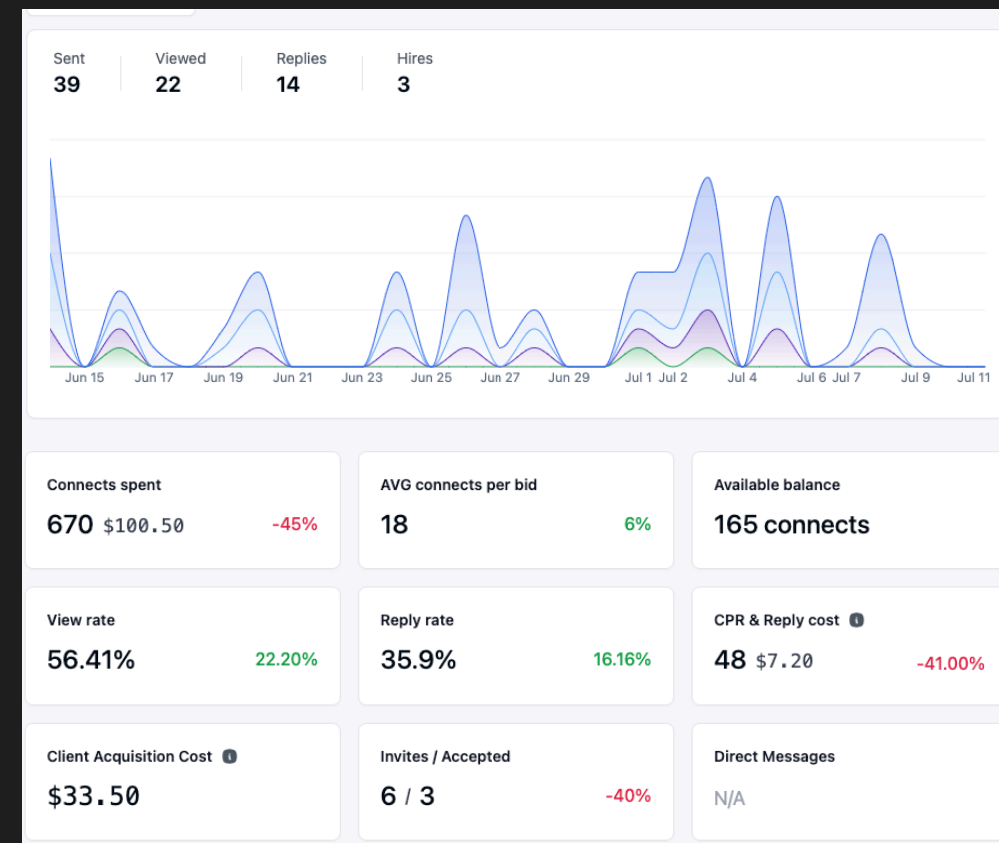 Sent Viewed Replies Hires
39 22 14 3
Jun 15 Jun 17 Jun 19 Jun 21 Jun 23 Jun 25 Jun 27 Jun 29 Jul 1 Jul 2 Jul 4 Jul 6 Jul 7 Jul 9 Jul 11
Connects spent
670 $100.50 -45%
AVG connects per bid
18 6%
Available balance
165 connects
View rate
56.41% 22.20%
Reply rate
35.9% 16.16%
CPR & Reply cost
48 $7.20 -41.00%
Client Acquisition Cost
$33.50
Invites / Accepted
6 / 3 -40%
Direct Messages
N/A